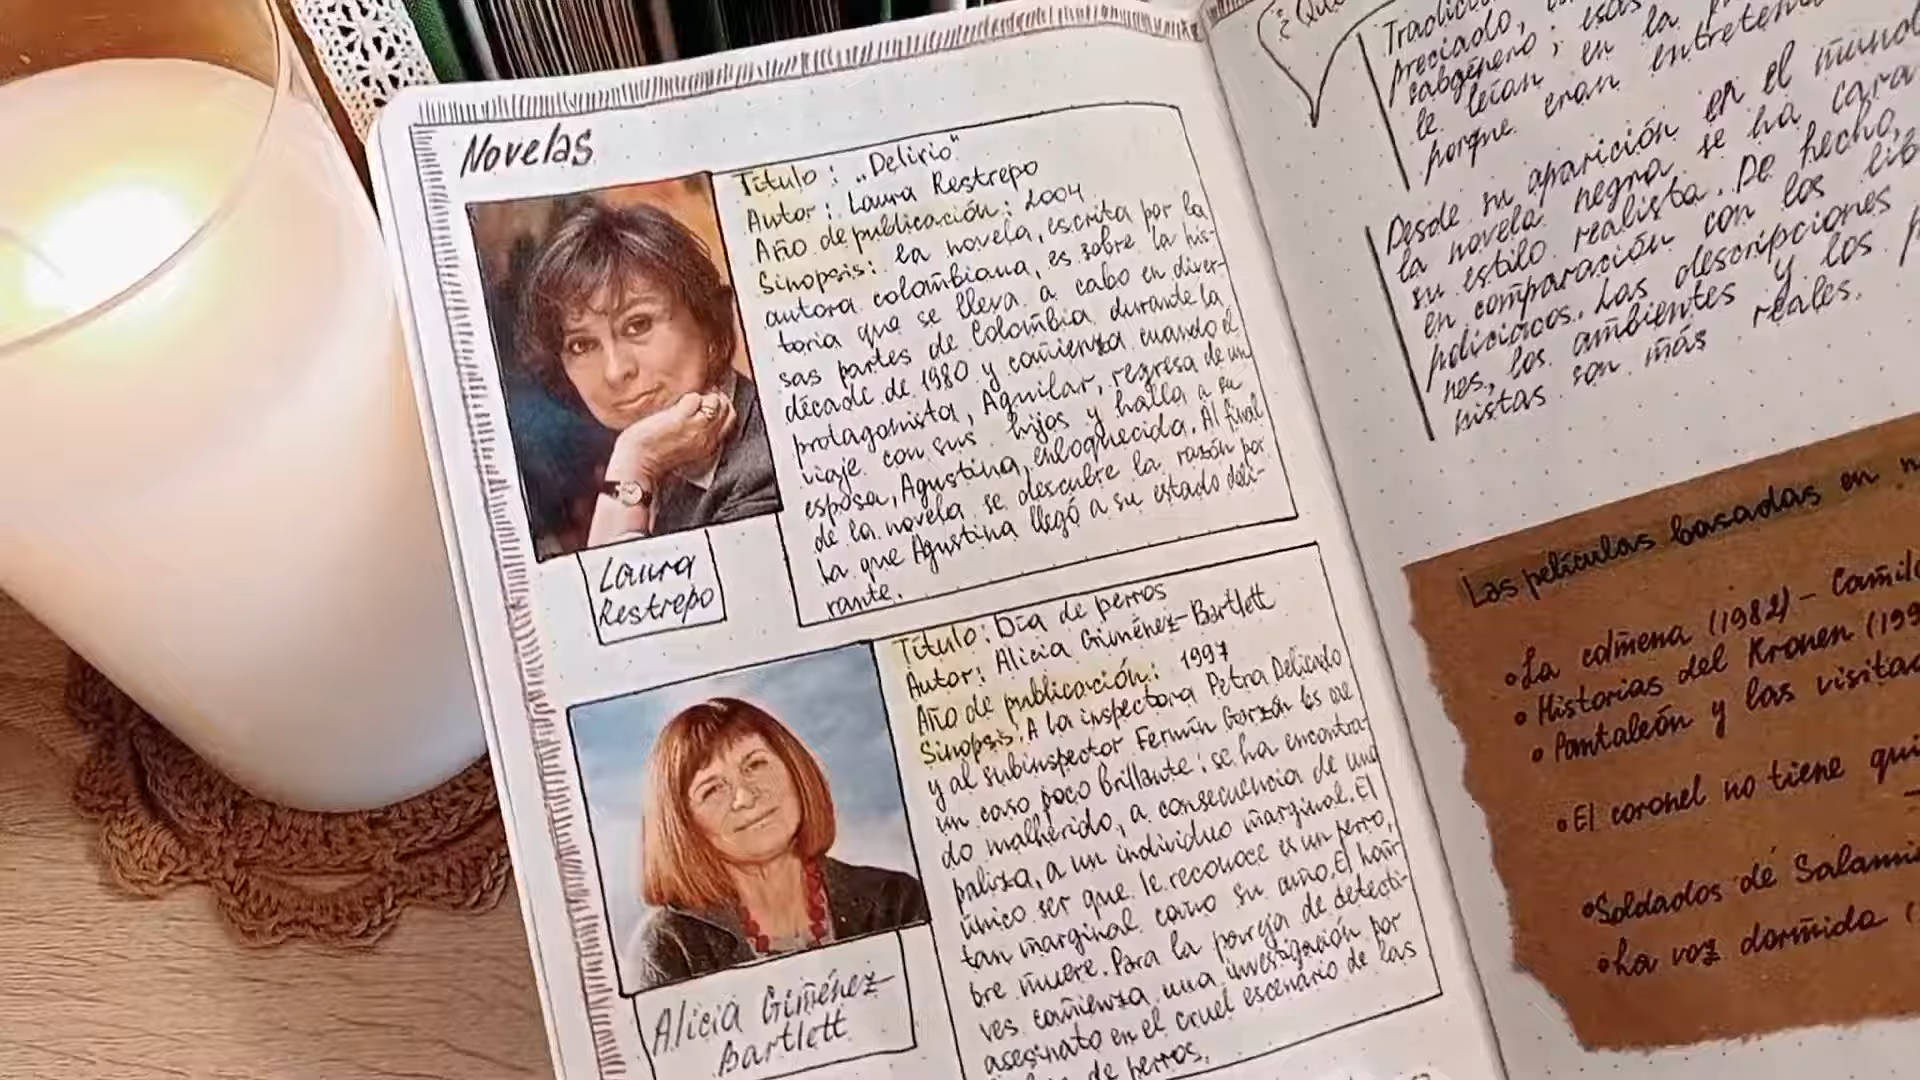 Novelas
Título: „Delirio“
Autor: Laura Restrepo
Año de publicación: 2004
Sinopsis: la novela, escrita por la
autora colombiana, es sobre la his-
toria que se lleva a cabo en diver-
sas partes de Colombia durante la
décade de 1980 y comienza cuando el
protagonista, Aguilar, regresa de un
viaje con sus hijos y halla a su
esposa, Agustina, enloquecida. Al final
de la novela se descubre la razón por
la que Agustina llegó a su estado deli-
rante.
Laura
Restrepo
Título: Día de perros
Autor: Alicia Giménez-Bartlett
Año de publicación: 1997
Sinopsis: A la inspectora Petra Delicado
y al subinspector Fermín Garzón les cae
un caso poco brillante: se ha encontra-
do malherido, a consecuencia de una
paliza, a un individuo marginal. El
único ser que le reconoce es un perro,
tan marginal como su amo. El hom-
bre muere. Para la pareja de detecti-
ves comienza una investigación por
asesinato en el cruel escenario de las
de perros.
Alicia Giménez-
Bartlett
¿Qué
preciado,
subgénero; esas
le leían en la
porque eran
Desde su aparición en el mundo
la novela negra se ha cara
su estilo realista. De hecho,
en comparación con los lib
policíacos. Las descripciones
nes, los ambientes y los p
nistas son más reales.
Las películas basadas en n
•La colmena (1982) - Camilo
•Historias del Kronen (199
•Pantaleón y las visitad
•El coronel no tiene qui
•Soldados de Salami
•La voz dormida (